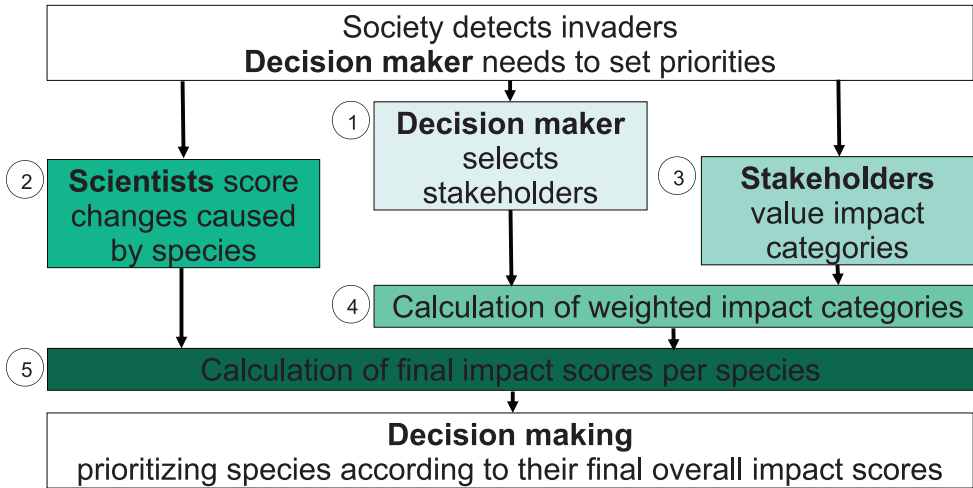 Society detects invaders
Decision maker needs to set priorities
1
Decision maker
selects
stakeholders
2
Scientists score
changes caused
by species
3
Stakeholders
value impact
categories
4
Calculation of weighted impact categories
5
Calculation of final impact scores per species
Decision making
prioritizing species according to their final overall impact scores